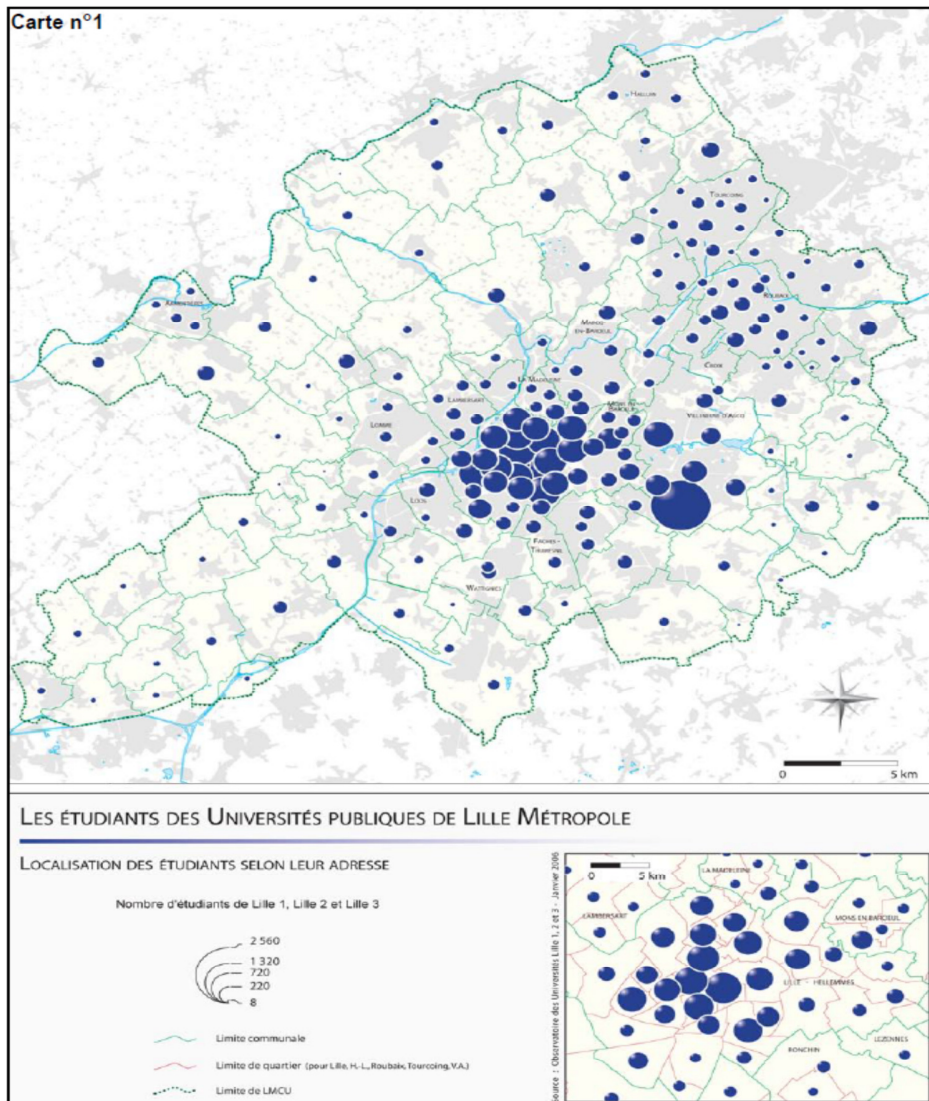 Carte n°1
HALLUIN
TOURCOING
ARMENTIÈRES
ROUBAIX
MARCQ-
EN-BARŒUL
CROIX
LA MADELEINE
LAMBERSART
MONS EN
BARŒUL
VILLENEUVE D'ASCQ
LOMME
LOOS
FACHES-
THUMESNIL
WATTIGNIES
0 5 km
LES ÉTUDIANTS DES UNIVERSITÉS PUBLIQUES DE LILLE MÉTROPOLE
LOCALISATION DES ÉTUDIANTS SELON LEUR ADRESSE
Nombre d'étudiants de Lille 1, Lille 2 et Lille 3
2 560
1 320
720
220
8
Limite communale
Limite de quartier (pour Lille, H.-L., Roubaix, Tourcoing, V.A.)
Limite de LMCU
Source : Observatoire des Universités Lille 1, 2 et 3 - Janvier 2006
0 5 km
LA MADELEINE
LAMBERSART
MONS EN BARŒUL
LILLE - HELLEMMES
RONCHIN
LEZENNES